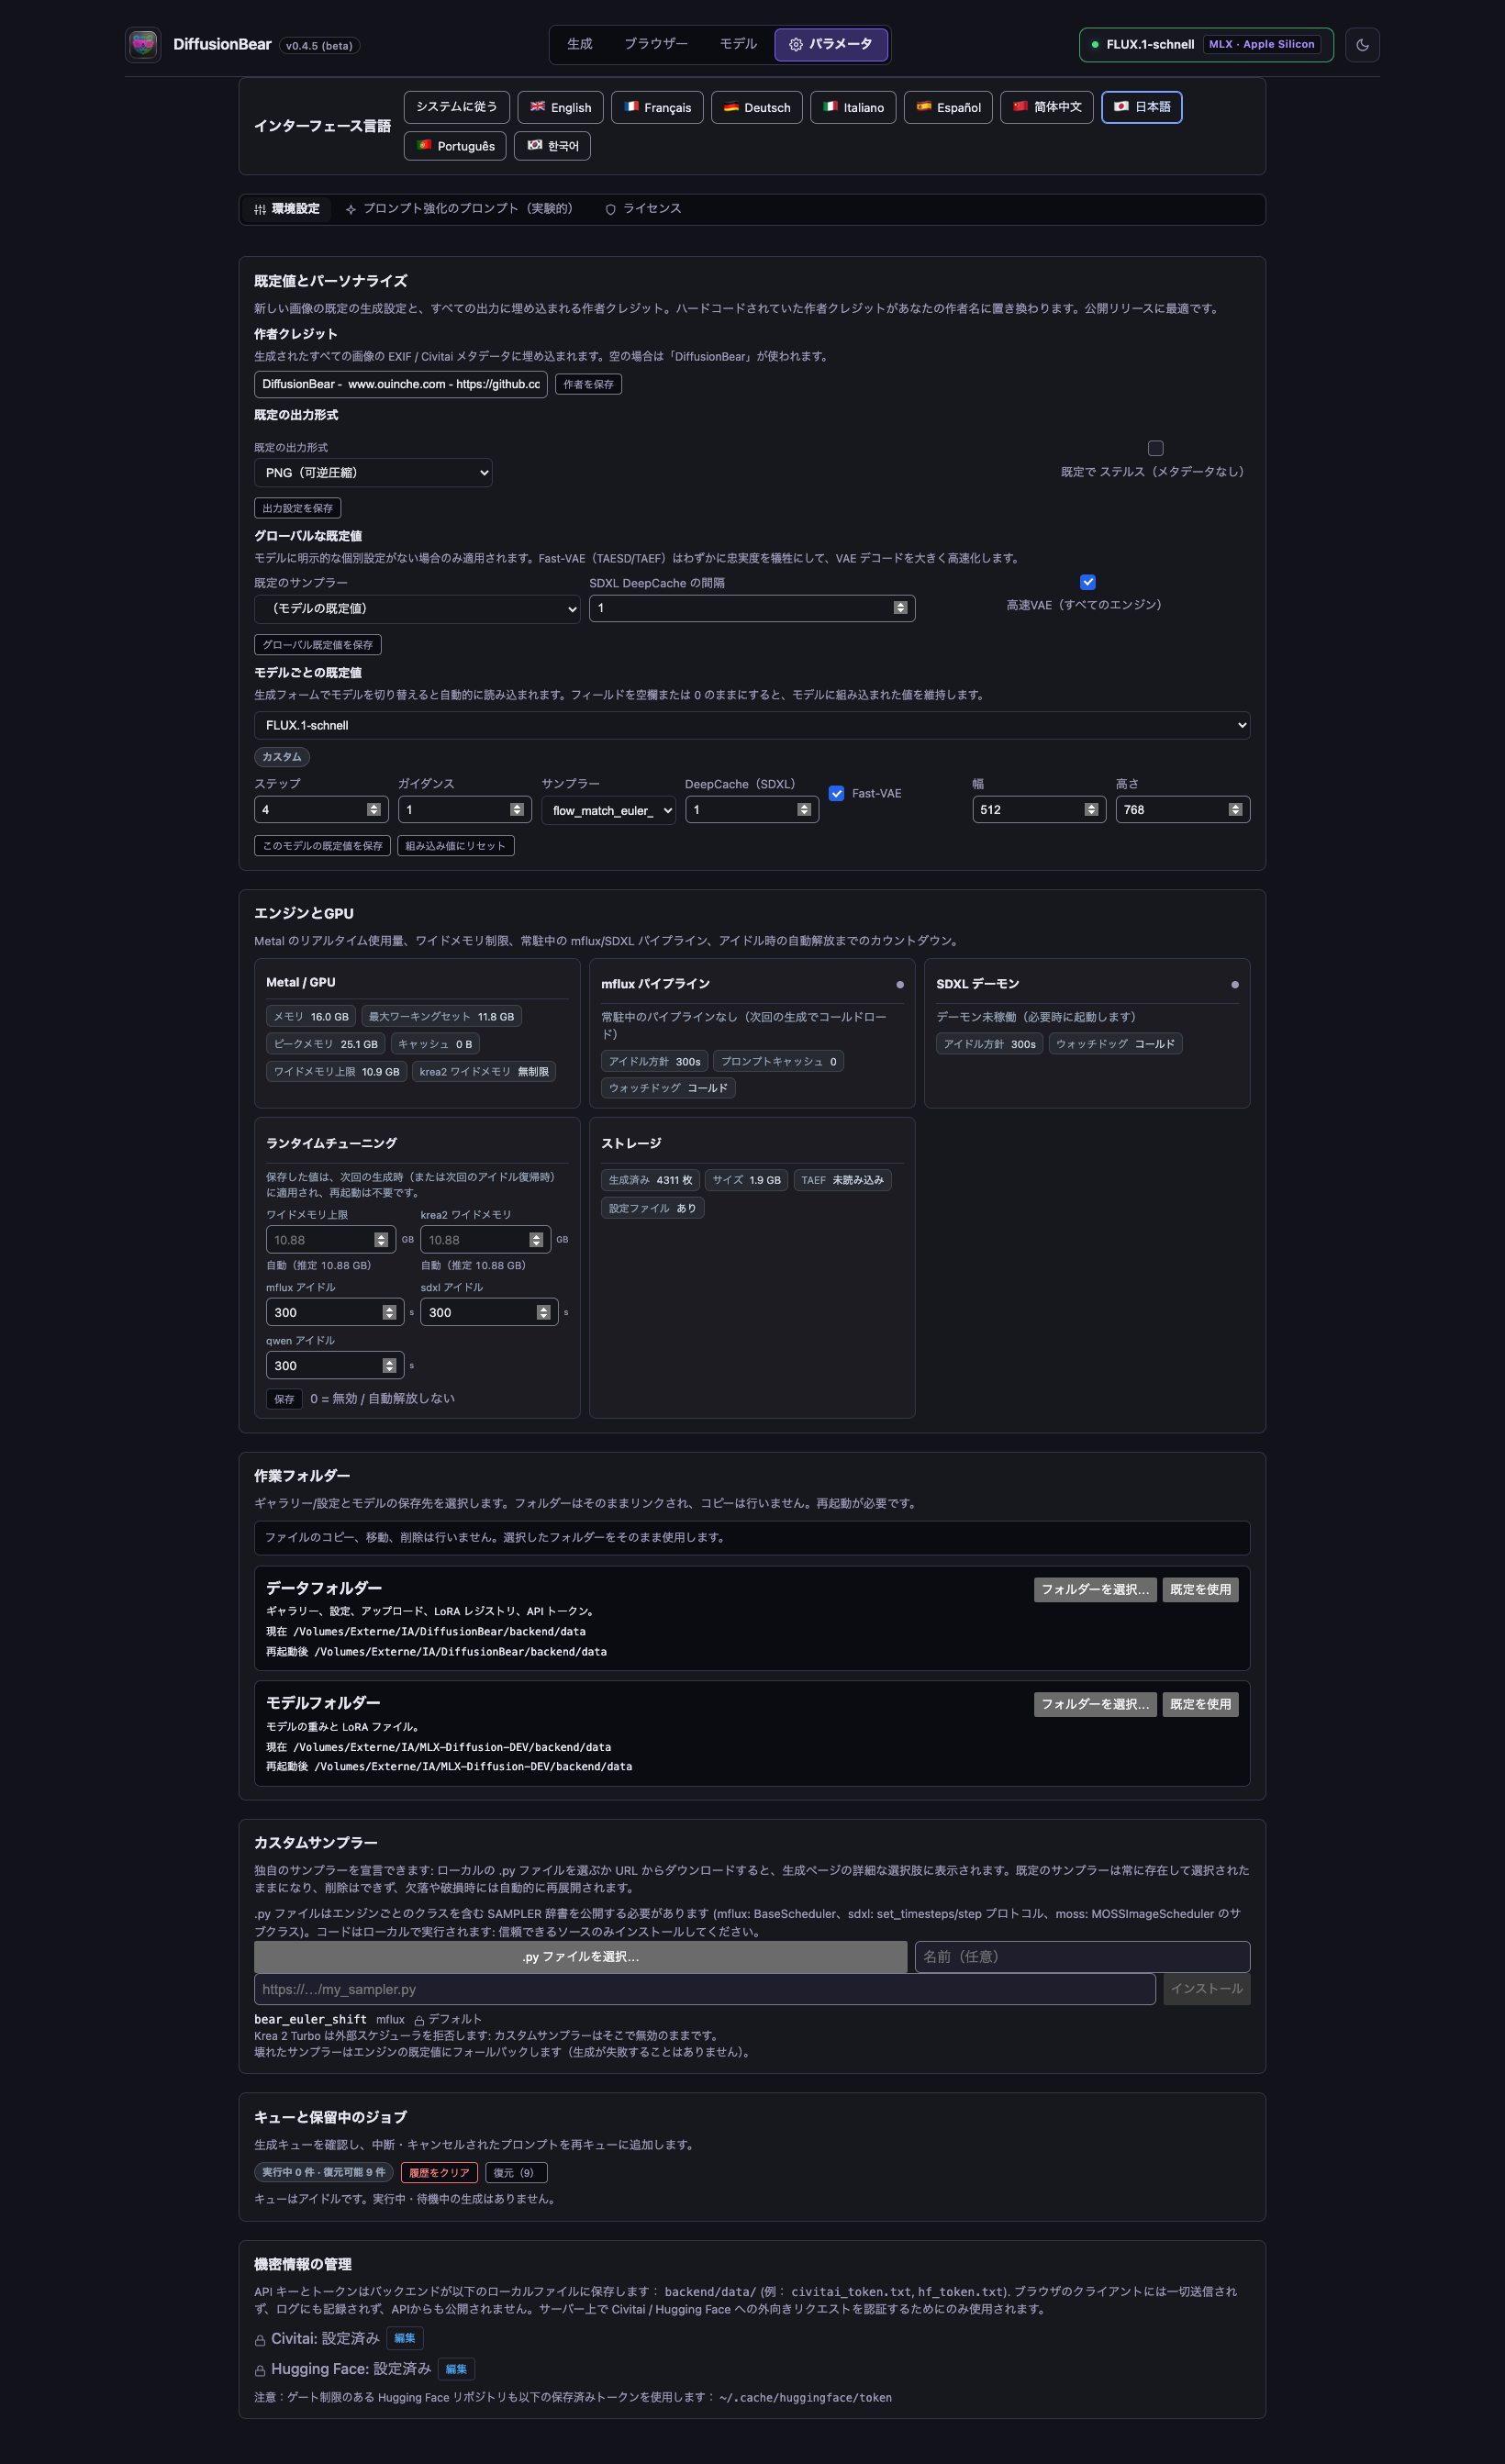 DiffusionBear v0.4.5 (beta)
生成 ブラウザー モデル パラメータ
FLUX.1-schnell MLX · Apple Silicon
インターフェース言語
システムに従う English Français Deutsch Italiano Español 简体中文 日本語
Português 한국어
環境設定 プロンプト強化のプロンプト（実験的） ライセンス
既定値とパーソナライズ
新しい画像の既定の生成設定と、すべての出力に埋め込まれる作者クレジット。ハードコードされていた作者クレジットがあなたの作者名に置き換わります。公開リリースに最適です。
作者クレジット
生成されたすべての画像の EXIF / Civitai メタデータに埋め込まれます。空の場合は「DiffusionBear」が使われます。
DiffusionBear - www.ouinche.com - https://github.cc 作者を保存
既定の出力形式
既定の出力形式
PNG（可逆圧縮）
既定で ステルス（メタデータなし）
出力設定を保存
グローバルな既定値
モデルに明示的な個別設定がない場合のみ適用されます。Fast-VAE（TAESD/TAEF）はわずかに忠実度を犠牲にして、VAE デコードを大きく高速化します。
既定のサンプラー SDXL DeepCache の間隔
（モデルの既定値） 1 高速VAE（すべてのエンジン）
グローバル既定値を保存
モデルごとの既定値
生成フォームでモデルを切り替えると自動的に読み込まれます。フィールドを空欄または 0 のままにすると、モデルに組み込まれた値を維持します。
FLUX.1-schnell
カスタム
ステップ ガイダンス サンプラー DeepCache（SDXL） Fast-VAE 幅 高さ
4 1 flow_match_euler_ 1 512 768
このモデルの既定値を保存 組み込み値にリセット
エンジンとGPU
Metal のリアルタイム使用量、ワイドメモリ制限、常駐中の mflux/SDXL パイプライン、アイドル時の自動解放までのカウントダウン。
Metal / GPU
メモリ 16.0 GB 最大ワーキングセット 11.8 GB
ピークメモリ 25.1 GB キャッシュ 0 B
ワイドメモリ上限 10.9 GB krea2 ワイドメモリ 無制限
mflux パイプライン
常駐中のパイプラインなし（次回の生成でコールドロー
ド）
アイドル方針 300s プロンプトキャッシュ 0
ウォッチドッグ コールド
SDXL デーモン
デーモン未稼働（必要時に起動します）
アイドル方針 300s ウォッチドッグ コールド
ランタイムチューニング
保存した値は、次回の生成時（または次回のアイドル復帰時）
に適用され、再起動は不要です。
ワイドメモリ上限 krea2 ワイドメモリ
10.88 GB 10.88 GB
自動（推定 10.88 GB） 自動（推定 10.88 GB）
mflux アイドル sdxl アイドル
300 s 300 s
qwen アイドル
300 s
保存 0 = 無効 / 自動解放しない
ストレージ
生成済み 4311 枚 サイズ 1.9 GB TAEF 未読み込み
設定ファイル あり
作業フォルダー
ギャラリー/設定とモデルの保存先を選択します。フォルダーはそのままリンクされ、コピーは行いません。再起動が必要です。
ファイルのコピー、移動、削除は行いません。選択したフォルダーをそのまま使用します。
データフォルダー フォルダーを選択... 既定を使用
ギャラリー、設定、アップロード、LoRA レジストリ、API トークン。
現在 /Volumes/Externe/IA/DiffusionBear/backend/data
再起動後 /Volumes/Externe/IA/DiffusionBear/backend/data
モデルフォルダー フォルダーを選択... 既定を使用
モデルの重みと LoRA ファイル。
現在 /Volumes/Externe/IA/MLX-Diffusion-DEV/backend/data
再起動後 /Volumes/Externe/IA/MLX-Diffusion-DEV/backend/data
カスタムサンプラー
独自のサンプラーを宣言できます: ローカルの .py ファイルを選ぶか URL からダウンロードすると、生成ページの詳細な選択肢に表示されます。既定のサンプラーは常に存在して選択された
ままになり、削除はできず、欠落や破損時には自動的に再展開されます。
.py ファイルはエンジンごとのクラスを含む SAMPLER 辞書を公開する必要があります (mflux: BaseScheduler、sdxl: set_timesteps/step プロトコル、moss: MOSSImageScheduler のサ
ブクラス)。コードはローカルで実行されます: 信頼できるソースのみインストールしてください。
.py ファイルを選択... 名前（任意）
https://.../my_sampler.py インストール
bear_euler_shift mflux デフォルト
Krea 2 Turbo は外部スケジューラを拒否します: カスタムサンプラーはそこで無効のままです。
壊れたサンプラーはエンジンの既定値にフォールバックします（生成が失敗することはありません）。
キューと保留中のジョブ
生成キューを確認し、中断・キャンセルされたプロンプトを再キューに追加します。
実行中 0 件 · 復元可能 9 件 履歴をクリア 復元（9）
キューはアイドルです。実行中・待機中の生成はありません。
機密情報の管理
API キーとトークンはバックエンドが以下のローカルファイルに保存します： backend/data/ (例： civitai_token.txt, hf_token.txt). ブラウザのクライアントには一切送信され
ず、ログにも記録されず、APIからも公開されません。サーバー上で Civitai / Hugging Face への外向きリクエストを認証するためにのみ使用されます。
Civitai: 設定済み 編集
Hugging Face: 設定済み 編集
注意：ゲート制限のある Hugging Face リポジトリも以下の保存済みトークンを使用します： ~/.cache/huggingface/token